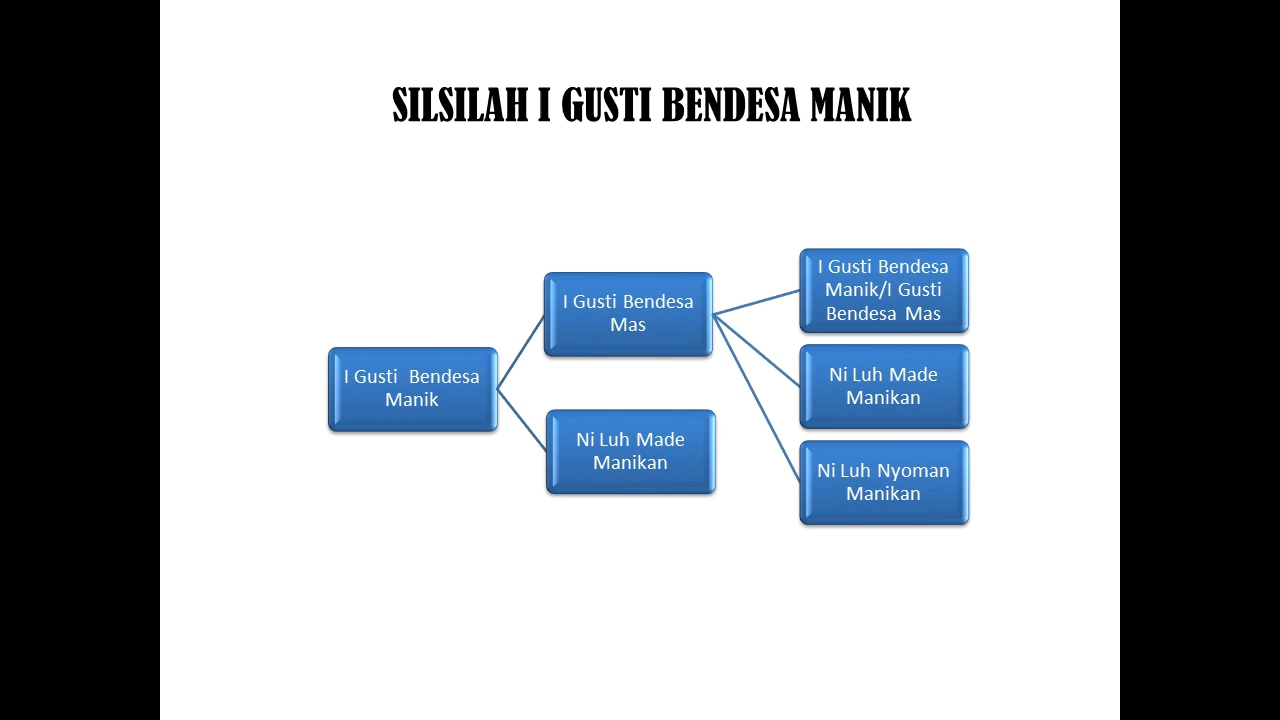 SILSILAH I GUSTI BENDESA MANIK
I Gusti Bendesa
Manik
I Gusti Bendesa
Mas
Ni Luh Made
Manikan
I Gusti Bendesa
Manik/I Gusti
Bendesa Mas
Ni Luh Made
Manikan
Ni Luh Nyoman
Manikan